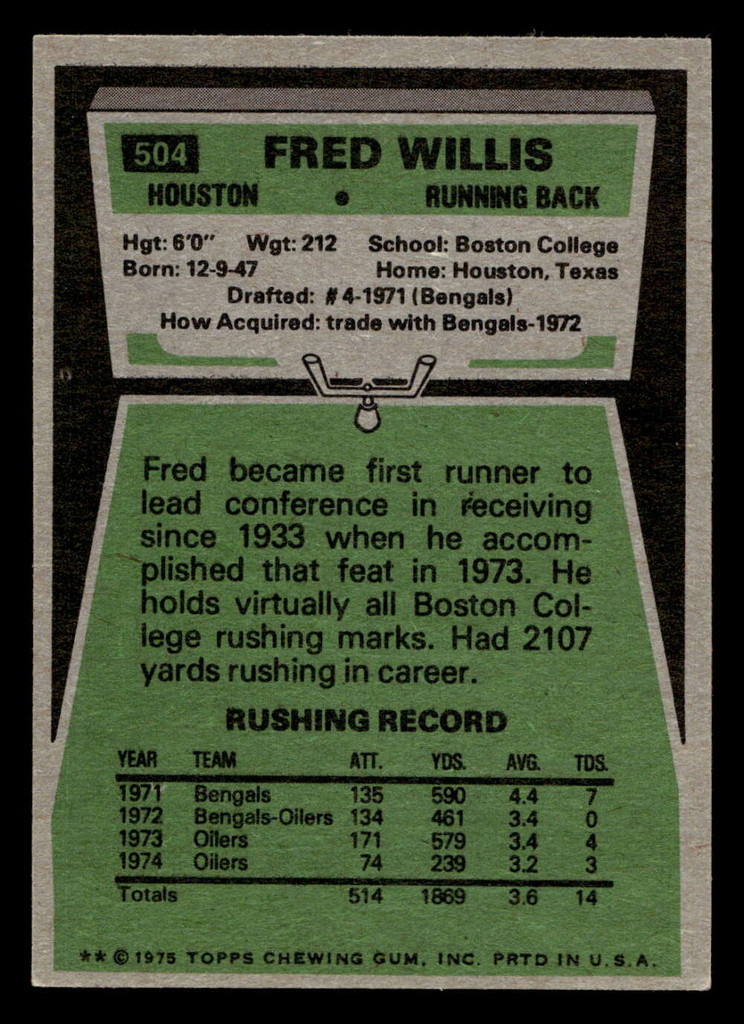 504 FRED WILLIS
HOUSTON • RUNNING BACK
Hgt: 6'0" Wgt: 212 School: Boston College
Born: 12-9-47 Home: Houston, Texas
Drafted: #4-1971 (Bengals)
How Acquired: trade with Bengals-1972
Fred became first runner to
lead conference in receiving
since 1933 when he accom-
plished that feat in 1973. He
holds virtually all Boston Col-
lege rushing marks. Had 2107
yards rushing in career.
RUSHING RECORD
YEAR TEAM ATT. YDS. AVG. TDS.
1971 Bengals 135 590 4.4 7
1972 Bengals-Oilers 134 461 3.4 0
1973 Oilers 171 579 3.4 4
1974 Oilers 74 239 3.2 3
Totals 514 1869 3.6 14
** © 1975 TOPPS CHEWING GUM, INC. PRTD IN U.S.A.